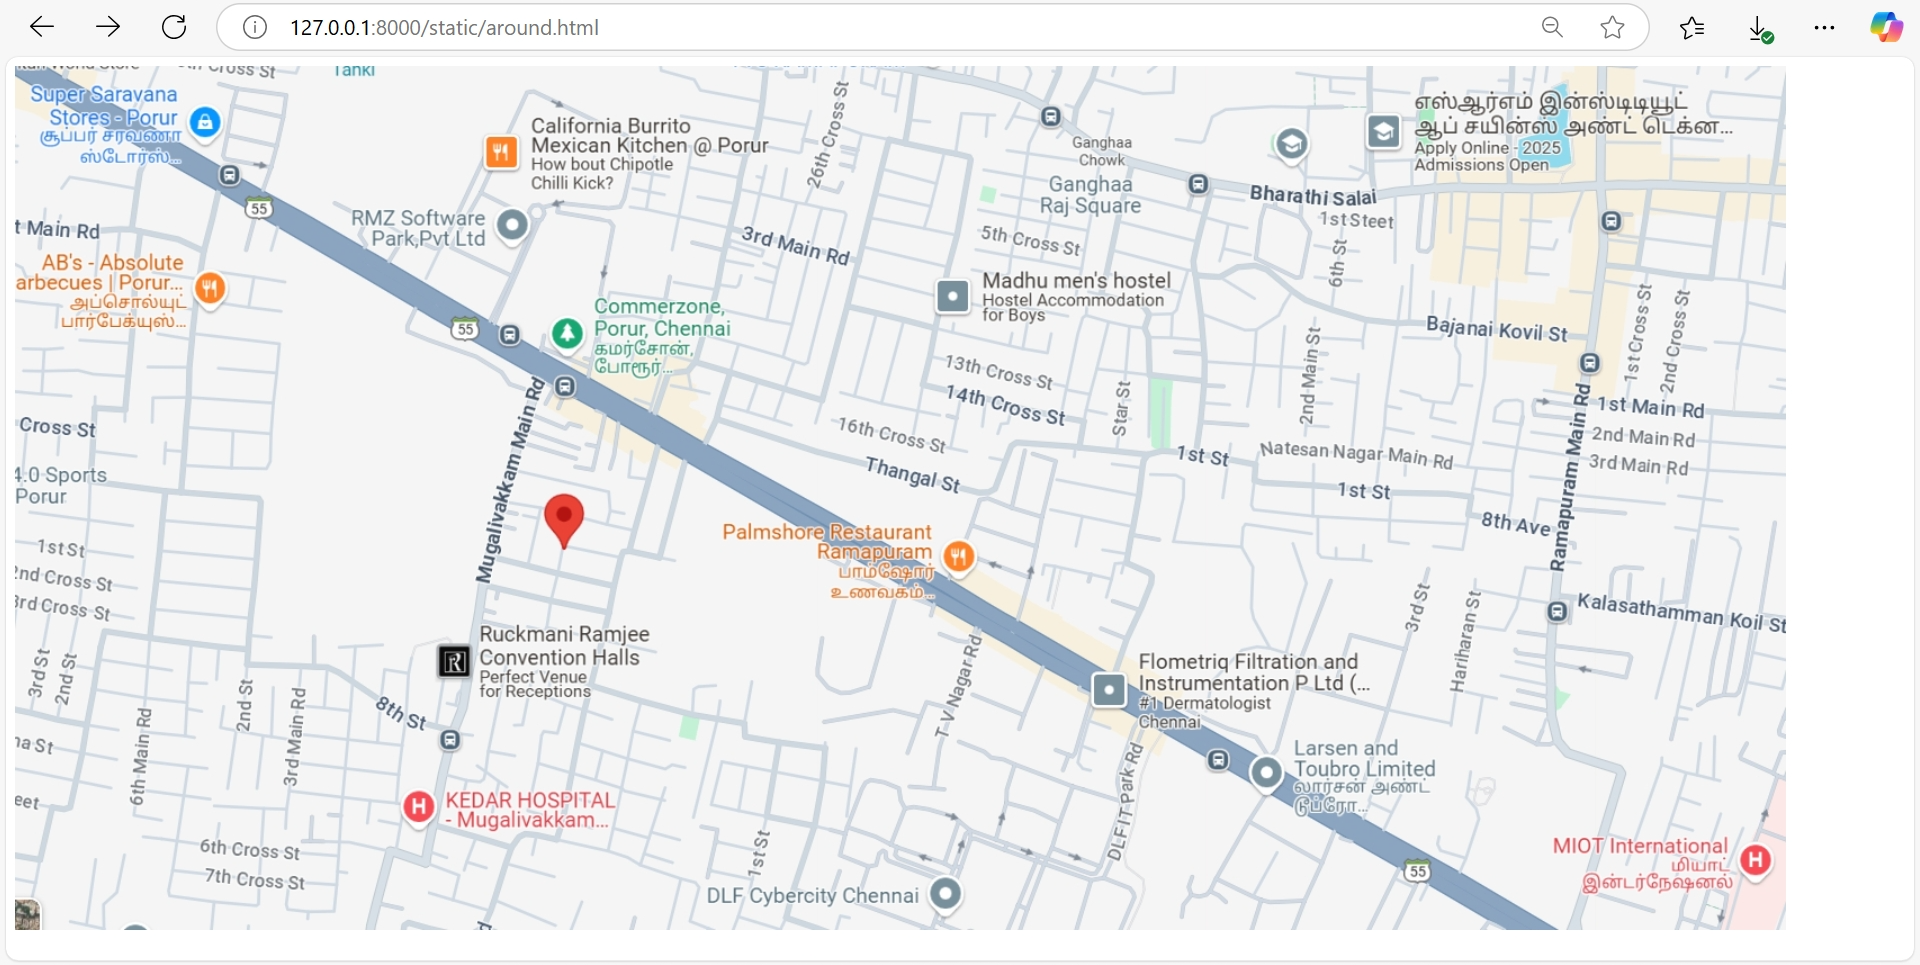 127.0.0.1:8000/static/around.html
Tanki
Super Saravana
Stores - Porur
சூப்பர் சரவணா
ஸ்டோர்ஸ்...
California Burrito
Mexican Kitchen @ Porur
How bout Chipotle
Chilli Kick?
26th Cross St
Ganghaa
Chowk
Ganghaa
Raj Square
எஸ்ஆர்எம் இன்ஸ்டிடியூட்
ஆப் சயின்ஸ் அண்ட் டெக்ன...
Apply Online - 2025
Admissions Open
Bharathi Salai
1st Steet
55
t Main Rd
RMZ Software
Park,Pvt Ltd
3rd Main Rd
5th Cross St
6th St
AB's - Absolute
arbecues | Porur...
அப்சொல்யுட்
பார்பேக்யுஸ்...
Madhu men's hostel
Hostel Accommodation
for Boys
55
Commerzone,
Porur, Chennai
கமர்சோன்,
போரூர்...
Bajanai Kovil St
1st Cross St
2nd Cross St
13th Cross St
14th Cross St
Star St
2nd Main St
1st Main Rd
2nd Main Rd
3rd Main Rd
Cross St
Mugalivakkam Main Rd
16th Cross St
Thangal St
1st St
Natesan Nagar Main Rd
1st St
8th Ave
Ramapuram Main Rd
4.0 Sports
Porur
Palmshore Restaurant
Ramapuram
பாம்ஷோர்
உணவகம்...
1st St
2nd Cross St
3rd Cross St
3rd St
Hariharan St
Kalasathamman Koil St
Ruckmani Ramjee
Convention Halls
Perfect Venue
for Receptions
R
T V Nagar Rd
Flometriq Filtration and
Instrumentation P Ltd (...
#1 Dermatologist
Chennai
3rd St
2nd St
2nd St
8th St
6th Main Rd
3rd Main Rd
na St
eet
DLF IT Park Rd
Larsen and
Toubro Limited
லார்சன் அண்ட்
டூப்ரோ...
H
KEDAR HOSPITAL
- Mugalivakkam...
6th Cross St
7th Cross St
1st St
DLF Cybercity Chennai
55
MIOT International
மியாட்
இன்டர்நேஷனல்
H